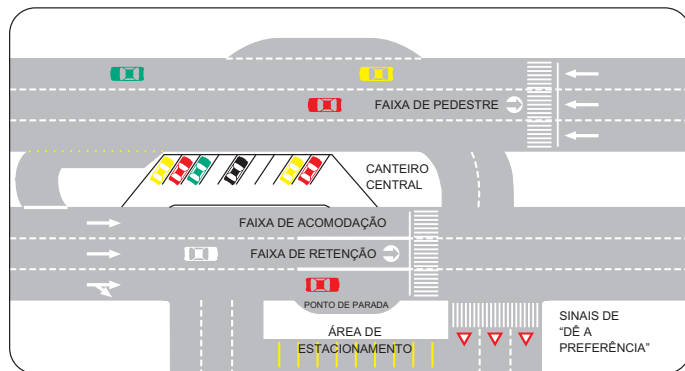 FAIXA DE PEDESTRE
CANTEIRO
CENTRAL
FAIXA DE ACOMODAÇÃO
FAIXA DE RETENÇÃO
PONTO DE PARADA
ÁREA DE
ESTACIONAMENTO
SINAIS DE
“DÊ A
PREFERÊNCIA”